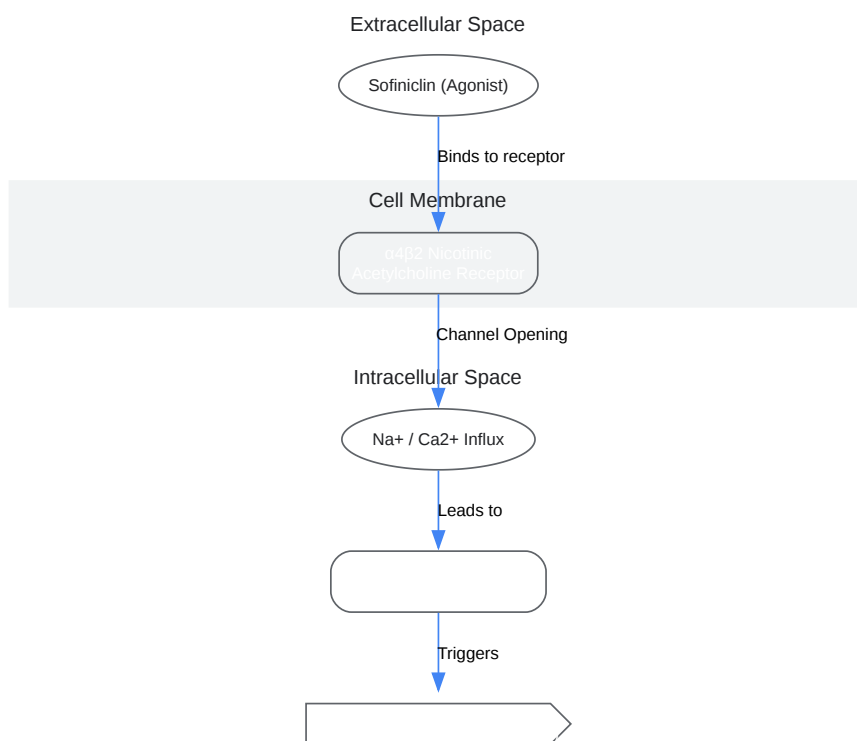 Extracellular Space
Sofiniclin (Agonist)
Binds to receptor
Cell Membrane
α4β2 Nicotinic
Acetylcholine Receptor
Channel Opening
Intracellular Space
Na+ / Ca2+ Influx
Leads to
Triggers